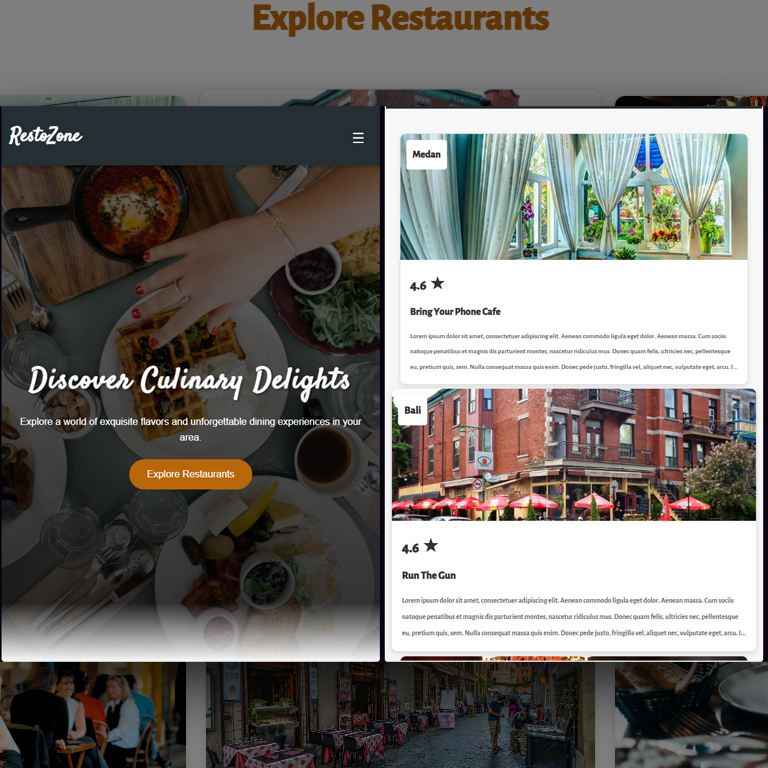 Explore Restaurants
RestoZone
☰
Discover Culinary Delights
Explore a world of exquisite flavors and unforgettable dining experiences in your
area.
Explore Restaurants
Medan
4.6 ★
Bring Your Phone Cafe
Lorem ipsum dolor sit amet, consectetuer adipiscing elit. Aenean commodo ligula eget dolor. Aenean massa. Cum sociis
natoque penatibus et magnis dis parturient montes, nascetur ridiculus mus. Donec quam felis, ultricies nec, pellentesque
eu, pretium quis, sem. Nulla consequat massa quis enim. Donec pede justo, fringilla vel, aliquet nec, vulputate eget, arcu. I...
Bali
4.6 ★
Run The Gun
Lorem ipsum dolor sit amet, consectetuer adipiscing elit. Aenean commodo ligula eget dolor. Aenean massa. Cum sociis
natoque penatibus et magnis dis parturient montes, nascetur ridiculus mus. Donec quam felis, ultricies nec, pellentesque
eu, pretium quis, sem. Nulla consequat massa quis enim. Donec pede justo, fringilla vel, aliquet nec, vulputate eget, arcu. I...